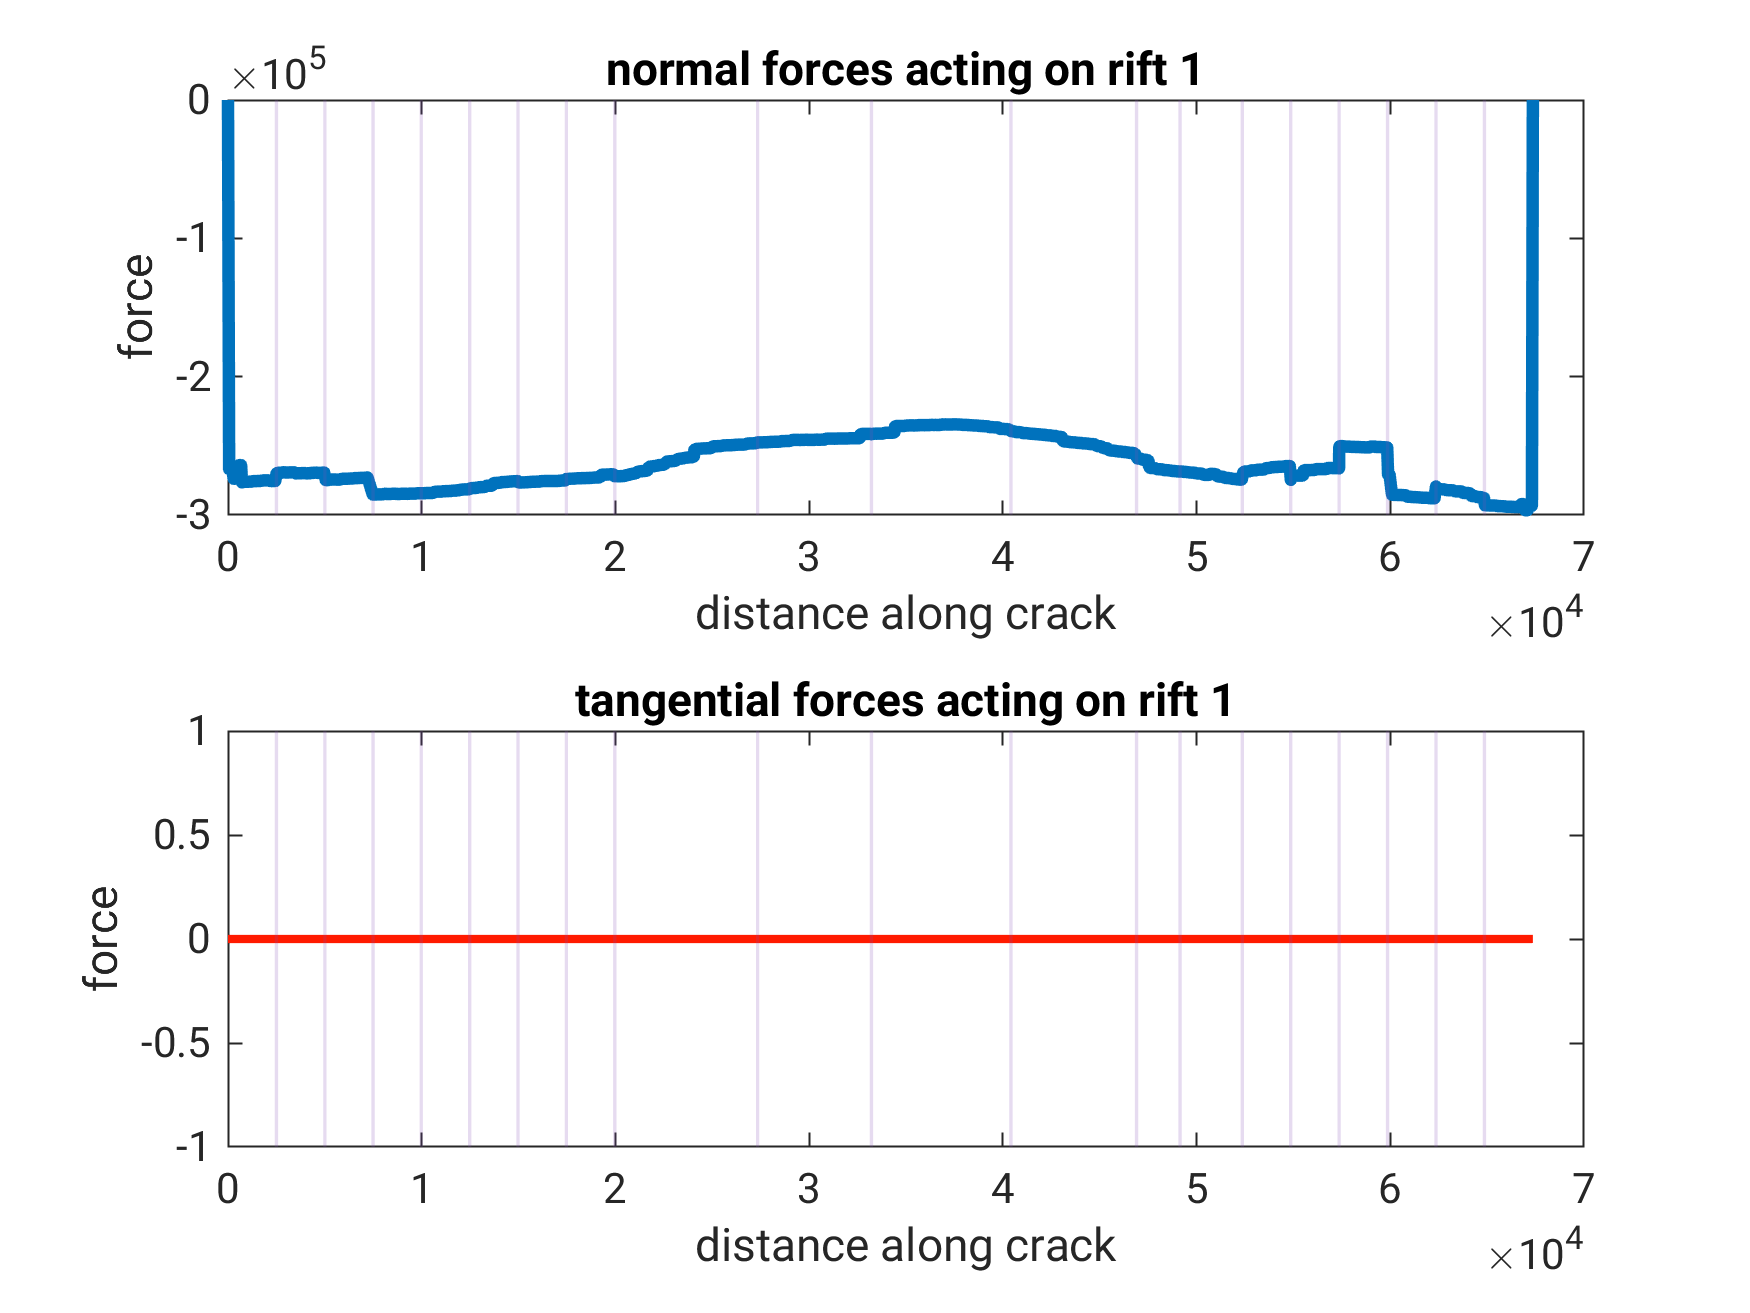 ×10^5
normal forces acting on rift 1
0
-1
-2
-3
force
0 1 2 3 4 5 6 7
distance along crack
×10^4
tangential forces acting on rift 1
1
0.5
0
-0.5
-1
force
0 1 2 3 4 5 6 7
distance along crack
×10^4